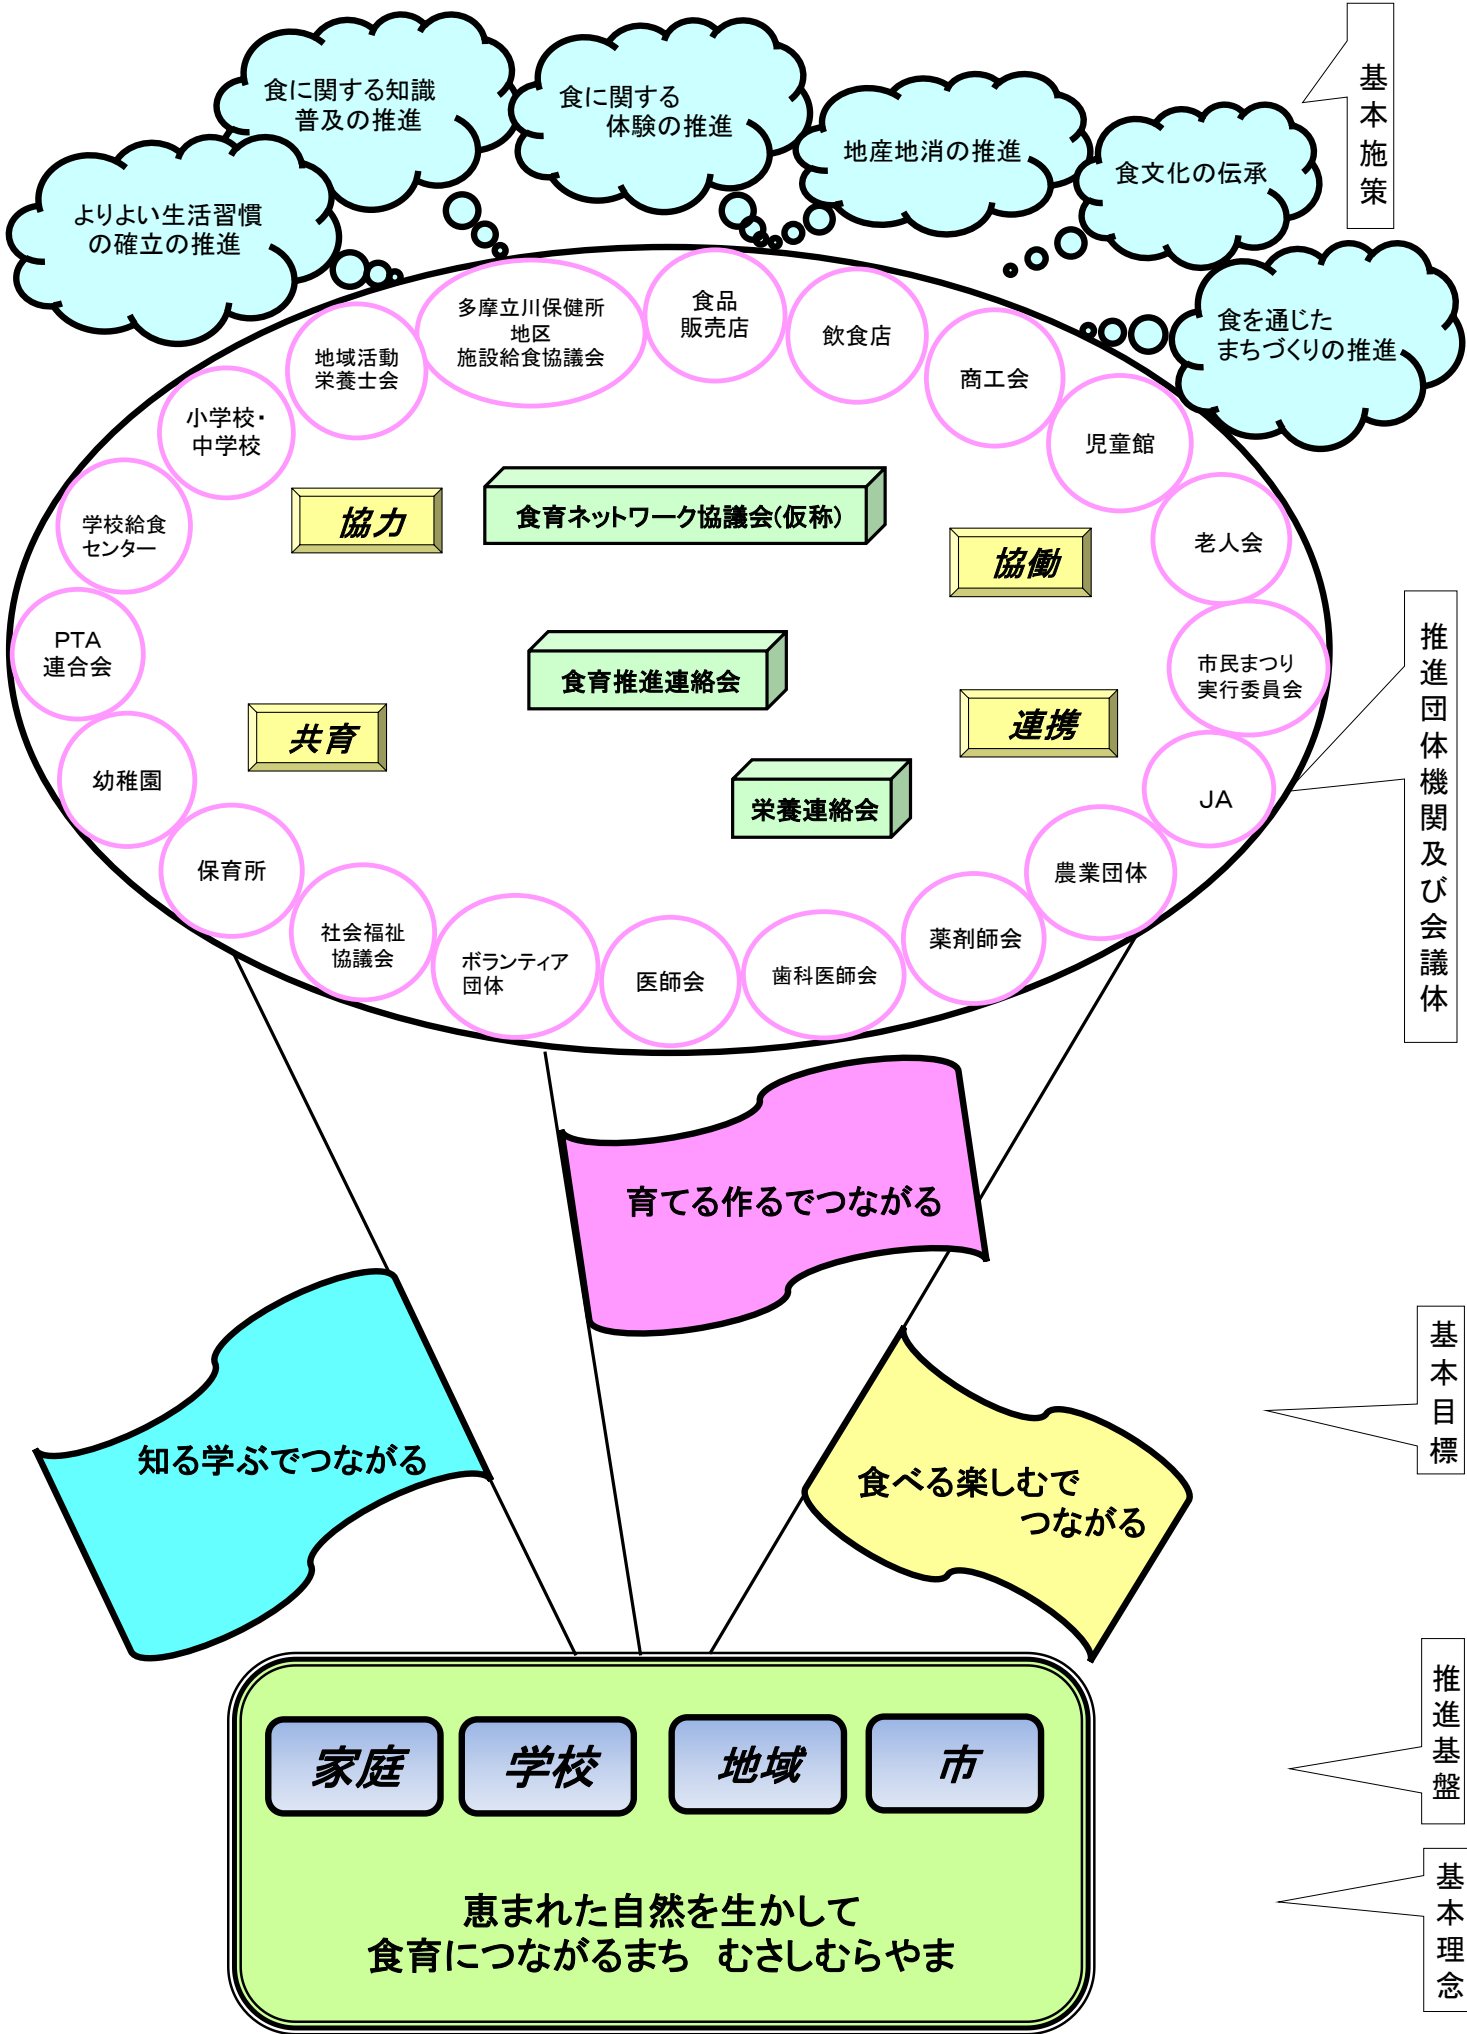 食に関する知識
普及の推進
食に関する
体験の推進
地産地消の推進
食文化の伝承
よりよい生活習慣
の確立の推進
食を通じた
まちづくりの推進
基本施策
多摩立川保健所
地区
施設給食協議会
食品
販売店
飲食店
商工会
児童館
老人会
市民まつり
実行委員会
JA
農業団体
薬剤師会
歯科医師会
医師会
ボランティア
団体
社会福祉
協議会
保育所
幼稚園
PTA
連合会
学校給食
センター
小学校・
中学校
地域活動
栄養士会
協力
食育ネットワーク協議会(仮称)
協働
食育推進連絡会
共育
連携
栄養連絡会
推進団体機関及び会議体
育てる作るでつながる
知る学ぶでつながる
食べる楽しむで
つながる
基本目標
家庭
学校
地域
市
推進基盤
恵まれた自然を生かして
食育につながるまち　むさしむらやま
基本理念